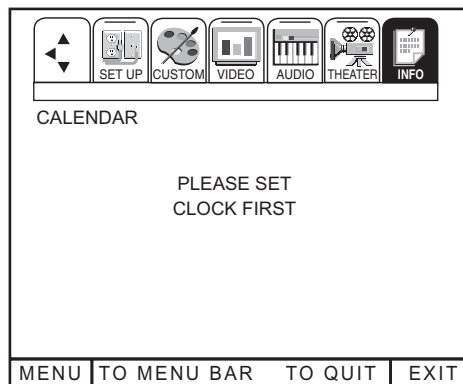 SET UP CUSTOM VIDEO AUDIO THEATER INFO
CALENDAR
PLEASE SET
CLOCK FIRST
MENU TO MENU BAR TO QUIT EXIT